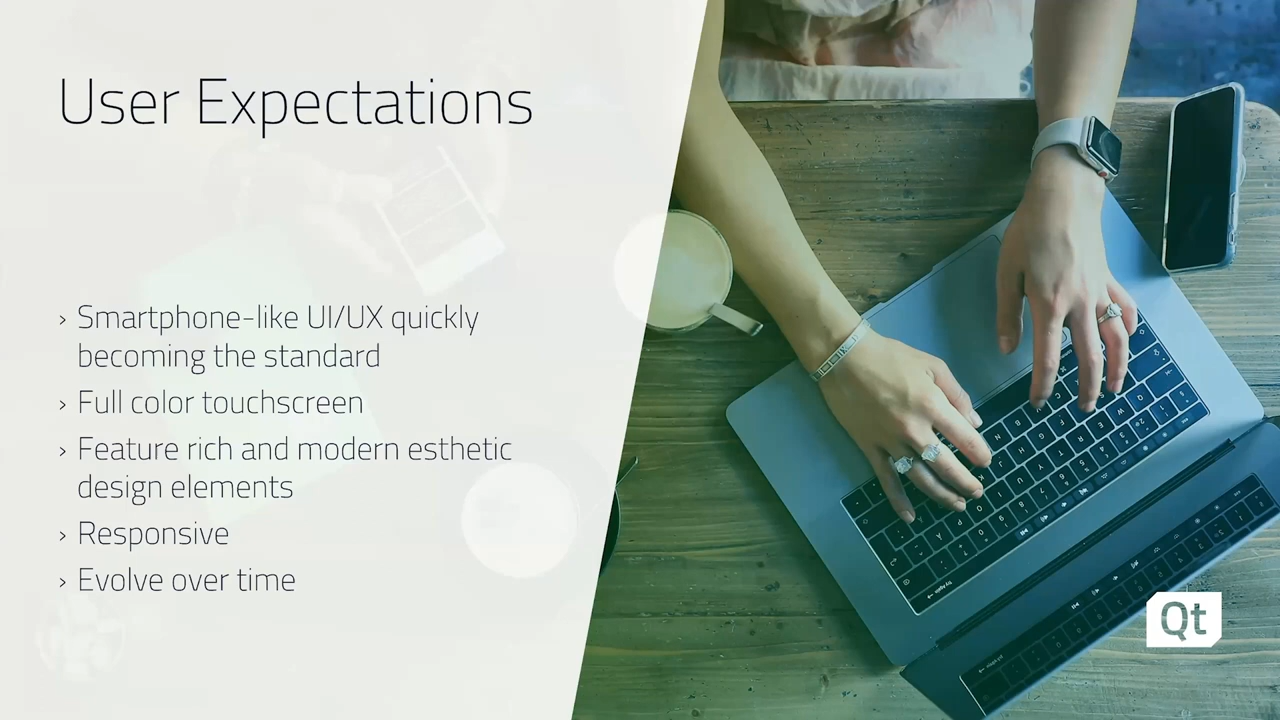 User Expectations
› Smartphone-like UI/UX quickly
becoming the standard
› Full color touchscreen
› Feature rich and modern esthetic
design elements
› Responsive
› Evolve over time
Qt